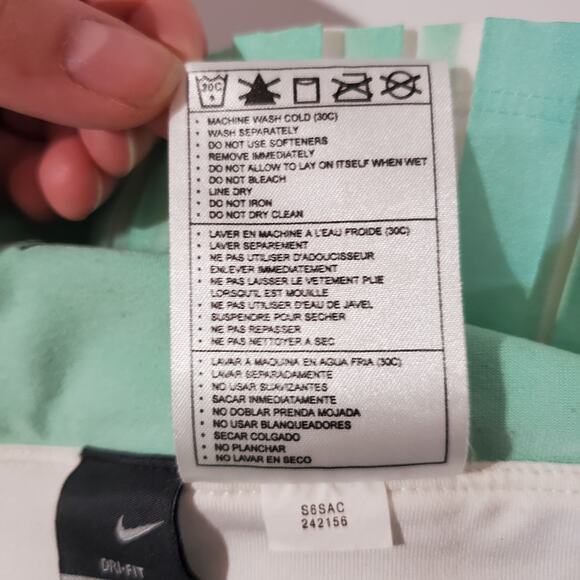 30C
• MACHINE WASH COLD (30C)
• WASH SEPARATELY
• DO NOT USE SOFTENERS
• REMOVE IMMEDIATELY
• DO NOT ALLOW TO LAY ON ITSELF WHEN WET
• DO NOT BLEACH
• LINE DRY
• DO NOT IRON
• DO NOT DRY CLEAN
• LAVER EN MACHINE A L'EAU FROIDE (30C)
• LAVER SEPAREMENT
• NE PAS UTILISER D'ADOUCISSEUR
• ENLEVER IMMEDIATEMENT
• NE PAS LAISSER LE VETEMENT PLIE
LORSQU'IL EST MOUILLE
• NE PAS UTILISER D'EAU DE JAVEL
• SUSPENDRE POUR SECHER
• NE PAS REPASSER
• NE PAS NETTOYER A SEC
• LAVAR A MAQUINA EN AGUA FRIA (30C)
• LAVAR SEPARADAMENTE
• NO USAR SUAVIZANTES
• SACAR INMEDIATAMENTE
• NO DOBLAR PRENDA MOJADA
• NO USAR BLANQUEADORES
• SECAR COLGADO
• NO PLANCHAR
• NO LAVAR EN SECO
S6SAC
242156
DRI-FIT